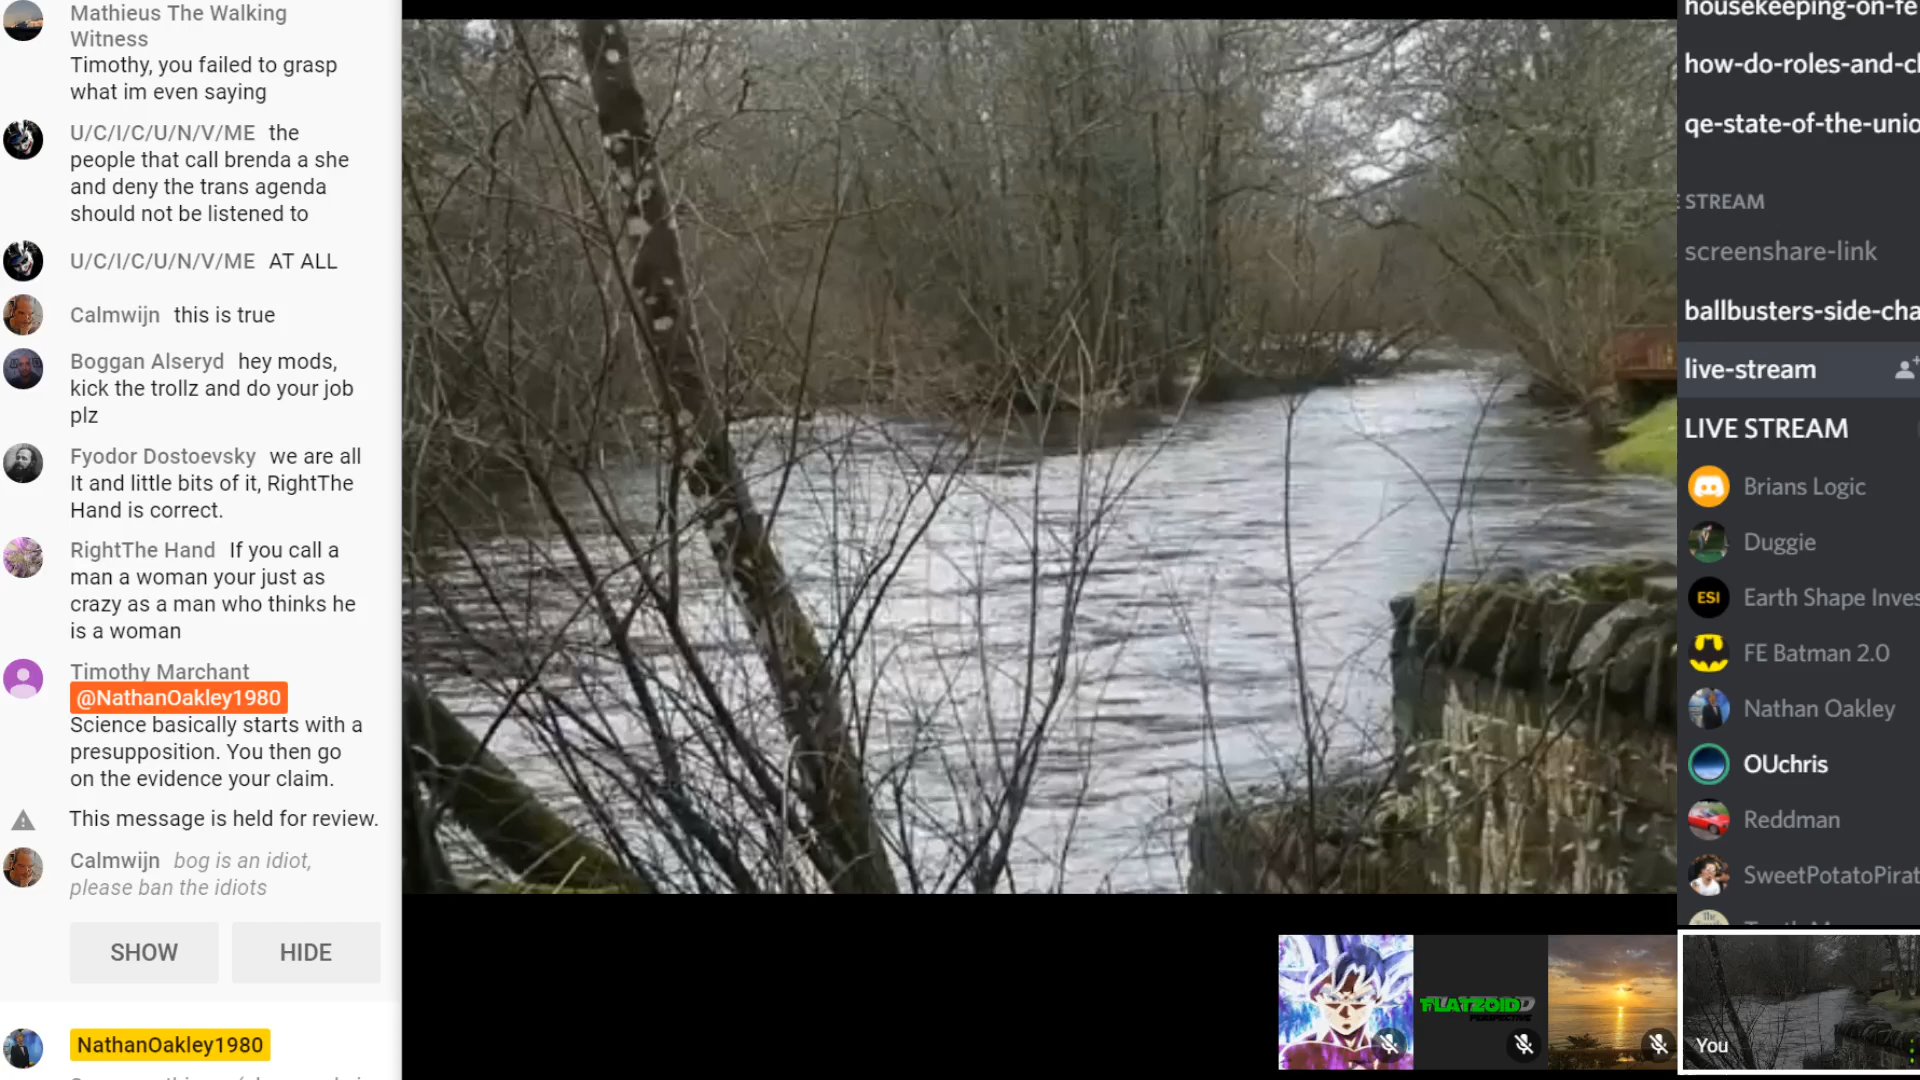 Mathieus The Walking
Witness
Timothy, you failed to grasp
what im even saying
U/C/I/C/U/N/V/ME the
people that call brenda a she
and deny the trans agenda
should not be listened to
U/C/I/C/U/N/V/ME AT ALL
Calmwijn this is true
Boggan Alseryd hey mods,
kick the trollz and do your job
plz
Fyodor Dostoevsky we are all
It and little bits of it, RightThe
Hand is correct.
RightThe Hand If you call a
man a woman your just as
crazy as a man who thinks he
is a woman
Timothy Marchant
@NathanOakley1980
Science basically starts with a
presupposition. You then go
on the evidence your claim.
This message is held for review.
Calmwijn bog is an idiot,
please ban the idiots
SHOW HIDE
NathanOakley1980
FLATZOID
PERSPECTIVE
You
housekeeping-on-fe
how-do-roles-and-cl
qe-state-of-the-unio
STREAM
screenshare-link
ballbusters-side-cha
live-stream
LIVE STREAM
Brians Logic
Duggie
ESI Earth Shape Inves
FE Batman 2.0
Nathan Oakley
OUchris
Reddman
SweetPotatoPirat
The